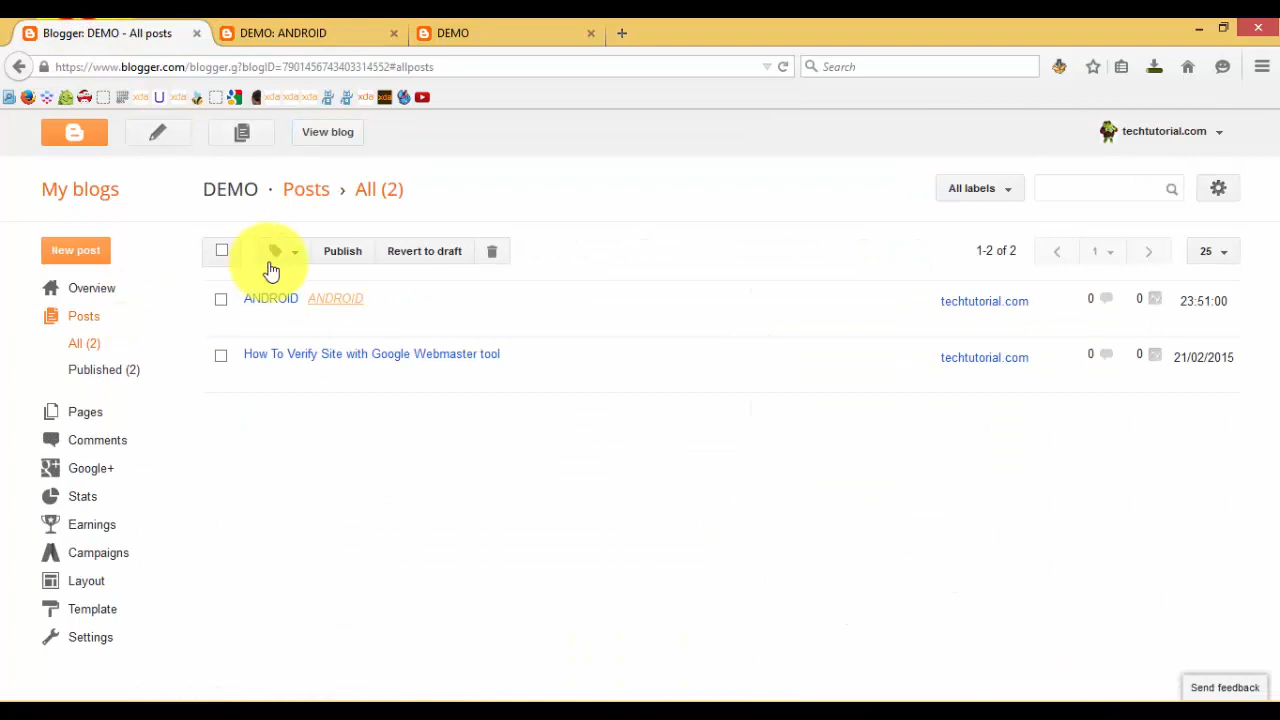 Blogger: DEMO - All posts
DEMO: ANDROID
DEMO
https://www.blogger.com/blogger.g?blogID=7901456743403314552#allposts
Search
View blog
techtutorial.com
My blogs
DEMO · Posts › All (2)
All labels
New post
Publish
Revert to draft
1-2 of 2
1
25
Overview
ANDROID ANDROID
techtutorial.com
0
0
23:51:00
Posts
All (2)
How To Verify Site with Google Webmaster tool
techtutorial.com
0
0
21/02/2015
Published (2)
Pages
Comments
Google+
Stats
Earnings
Campaigns
Layout
Template
Settings
Send feedback